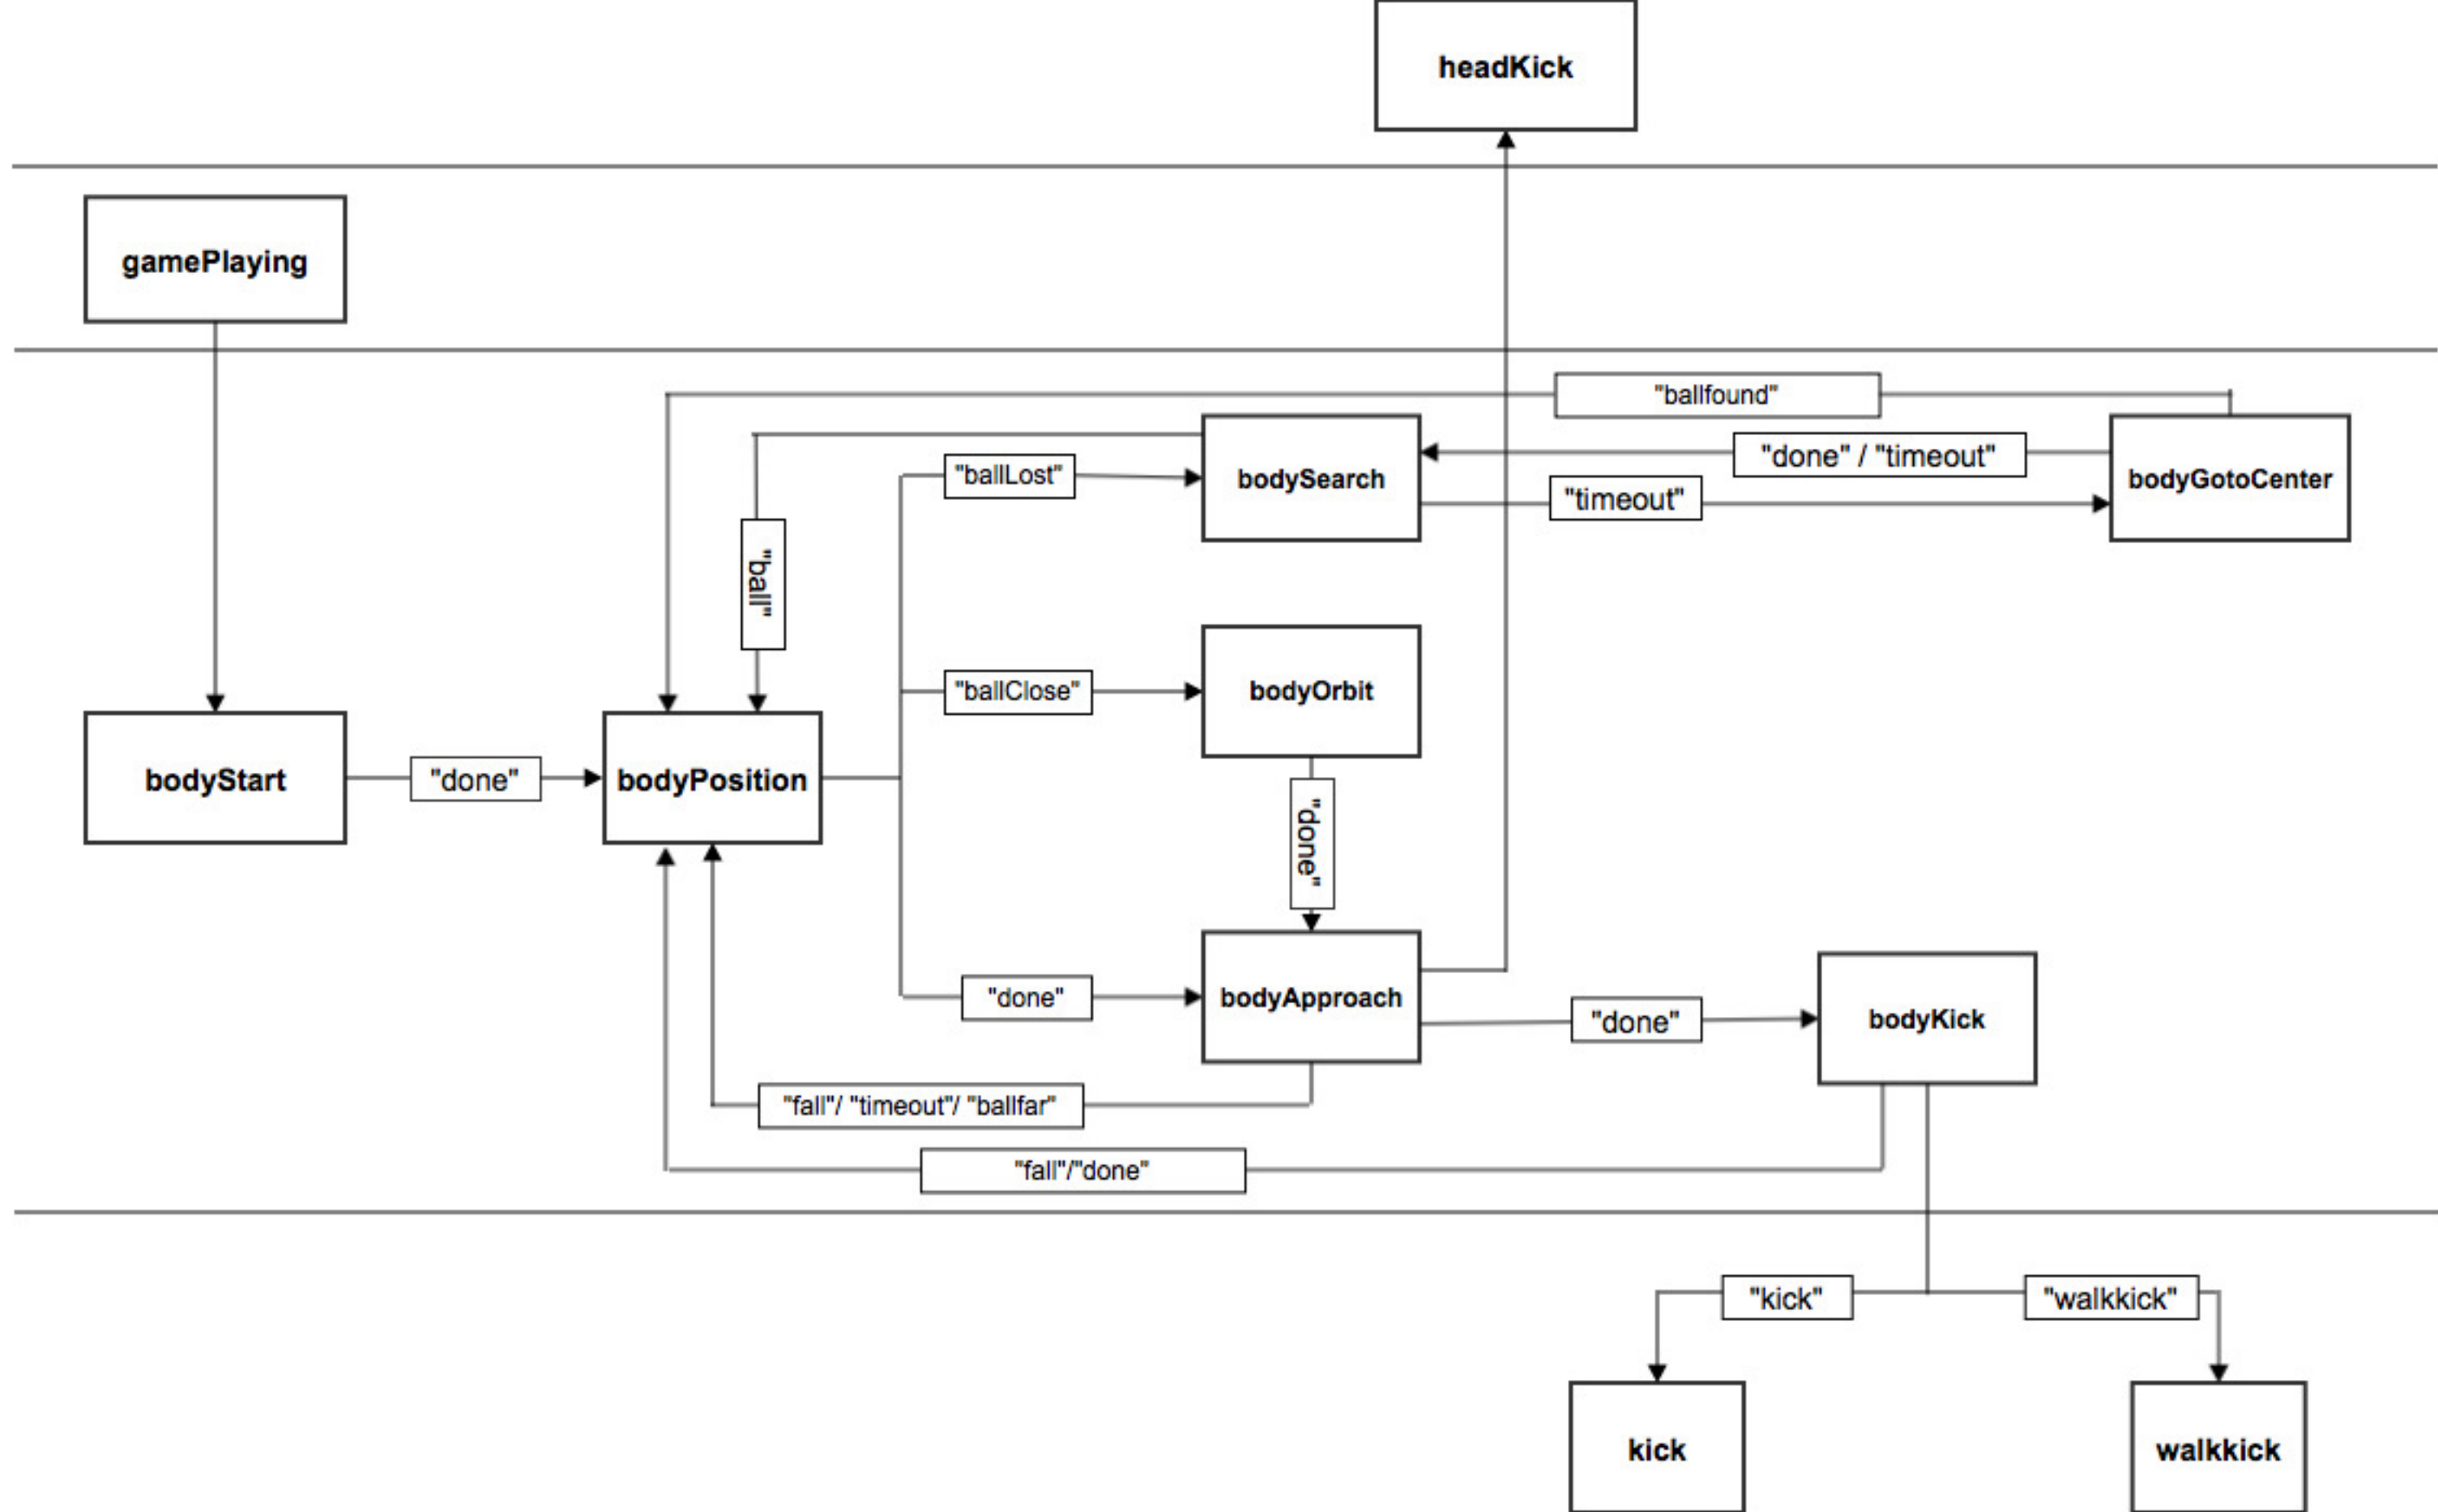 headKick
gamePlaying
"ballfound"
"done" / "timeout"
"ballLost"
bodySearch
bodyGotoCenter
"timeout"
"ball"
"ballClose"
bodyOrbit
bodyStart
"done"
bodyPosition
"done"
"done"
bodyApproach
"done"
bodyKick
"fall"/ "timeout"/ "ballfar"
"fall"/"done"
"kick"
"walkkick"
kick
walkkick